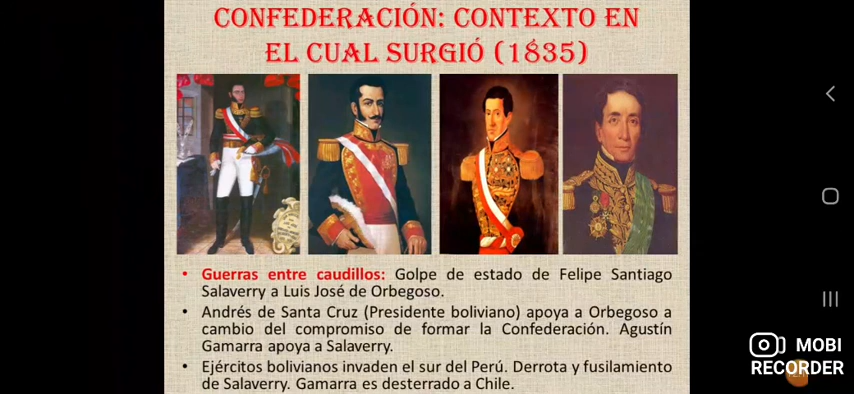 CONFEDERACIÓN: CONTEXTO EN
EL CUAL SURGIÓ (1835)
• Guerras entre caudillos: Golpe de estado de Felipe Santiago
Salaverry a Luis José de Orbegoso.
• Andrés de Santa Cruz (Presidente boliviano) apoya a Orbegoso a
cambio del compromiso de formar la Confederación. Agustín
Gamarra apoya a Salaverry.
• Ejércitos bolivianos invaden el sur del Perú. Derrota y fusilamiento
de Salaverry. Gamarra es desterrado a Chile.
MOBI
RECORDER